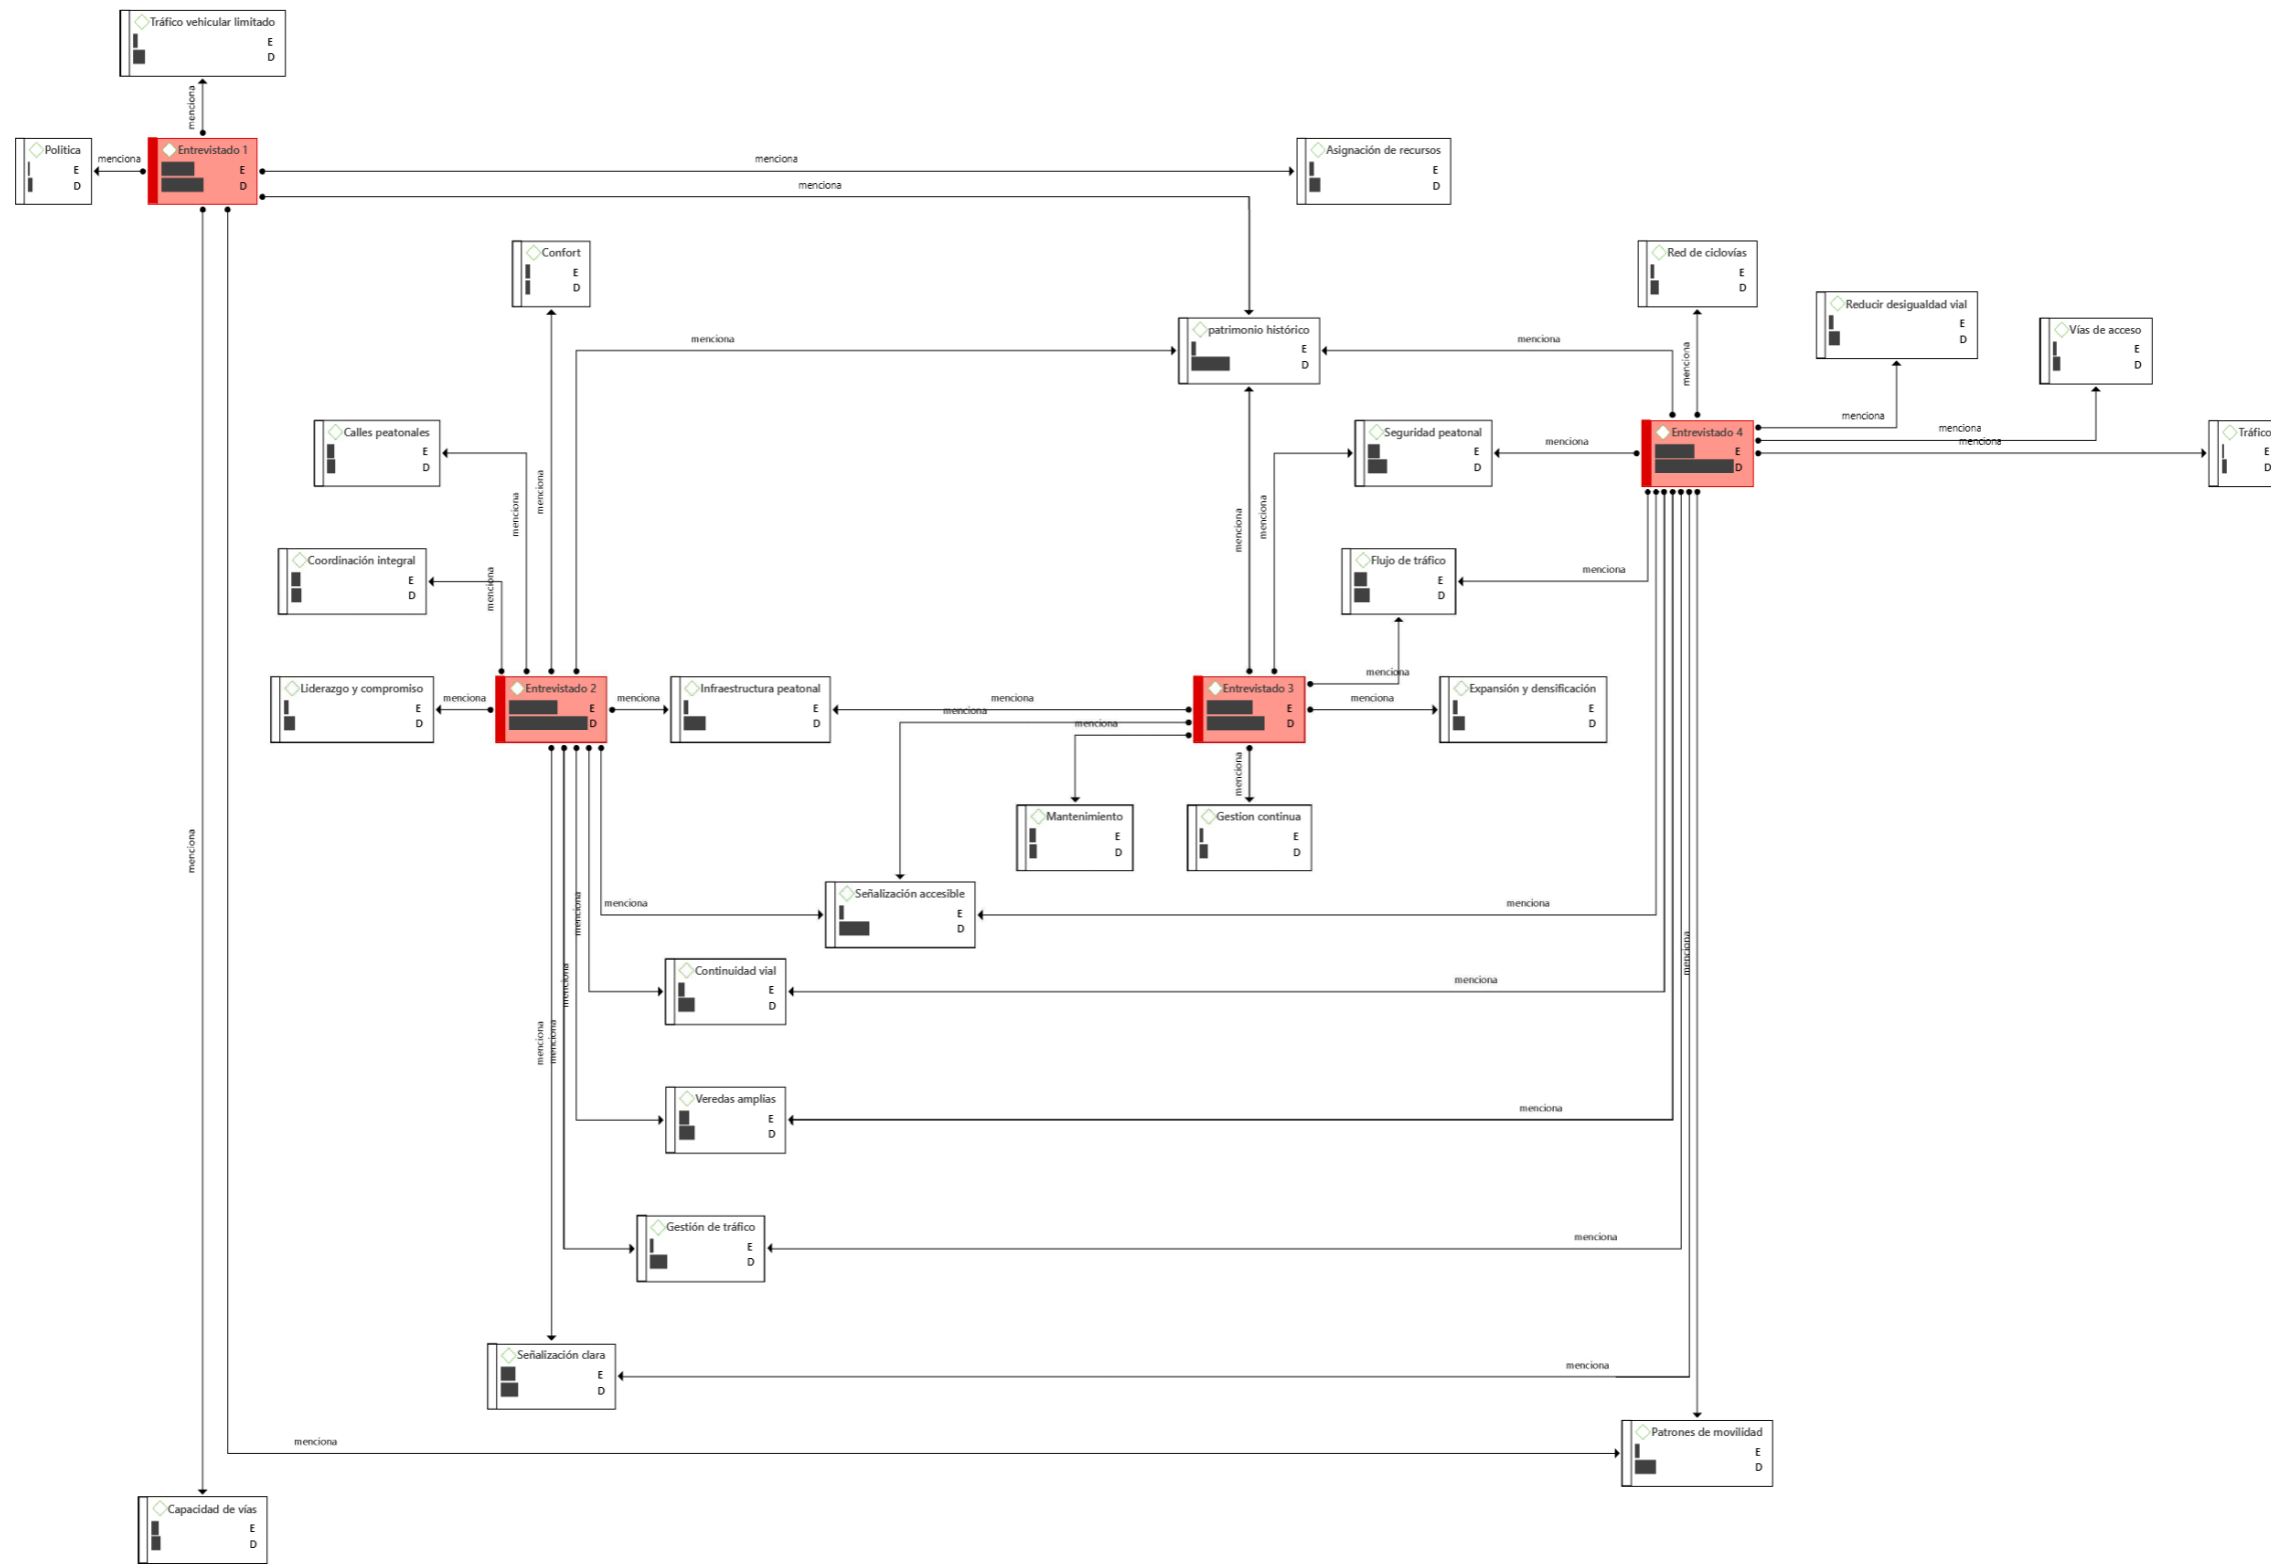 Tráfico vehicular limitado
E
D
menciona
Política
E
D
menciona
Entrevistado 1
E
D
menciona
menciona
Asignación de recursos
E
D
Confort
E
D
Red de ciclovías
E
D
Reducir desigualdad vial
E
D
patrimonio histórico
E
D
Vías de acceso
E
D
menciona
menciona
menciona
Calles peatonales
E
D
Seguridad peatonal
E
D
menciona
Entrevistado 4
E
D
menciona
menciona
menciona
Tráfico
E
D
menciona
menciona
menciona
menciona
Coordinación integral
E
D
menciona
Flujo de tráfico
E
D
menciona
Liderazgo y compromiso
E
D
menciona
Entrevistado 2
E
D
menciona
Infraestructura peatonal
E
D
menciona
menciona
menciona
Entrevistado 3
E
D
menciona
menciona
Expansión y densificación
E
D
menciona
Mantenimiento
E
D
Gestion continua
E
D
menciona
Señalización accesible
E
D
menciona
menciona
menciona
menciona
menciona
Continuidad vial
E
D
menciona
menciona
menciona
menciona
Veredas amplias
E
D
menciona
Gestión de tráfico
E
D
menciona
Señalización clara
E
D
menciona
menciona
Patrones de movilidad
E
D
Capacidad de vías
E
D